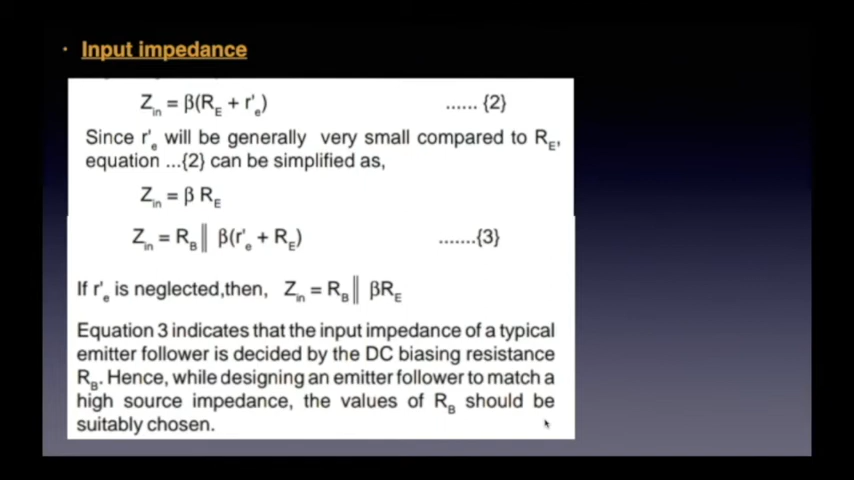 · Input impedance
Zin = β(RE + r'e) ...... {2}
Since r'e will be generally very small compared to RE,
equation ...{2} can be simplified as,
Zin = β RE
Zin = RB || β(r'e + RE) .......{3}
If r'e is neglected,then, Zin = RB || βRE
Equation 3 indicates that the input impedance of a typical
emitter follower is decided by the DC biasing resistance
RB. Hence, while designing an emitter follower to match a
high source impedance, the values of RB should be
suitably chosen.